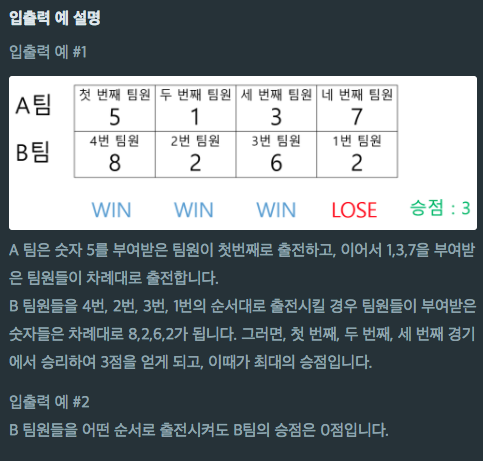 입출력 예 설명
입출력 예 #1
첫 번째 팀원 두 번째 팀원 세 번째 팀원 네 번째 팀원
A팀 5 1 3 7
4번 팀원 2번 팀원 3번 팀원 1번 팀원
B팀 8 2 6 2
WIN WIN WIN LOSE 승점 : 3
A 팀은 숫자 5를 부여받은 팀원이 첫번째로 출전하고, 이어서 1,3,7을 부여받
은 팀원들이 차례대로 출전합니다.
B 팀원들을 4번, 2번, 3번, 1번의 순서대로 출전시킬 경우 팀원들이 부여받은
숫자들은 차례대로 8,2,6,2가 됩니다. 그러면, 첫 번째, 두 번째, 세 번째 경기
에서 승리하여 3점을 얻게 되고, 이때가 최대의 승점입니다.
입출력 예 #2
B 팀원들을 어떤 순서로 출전시켜도 B팀의 승점은 0점입니다.